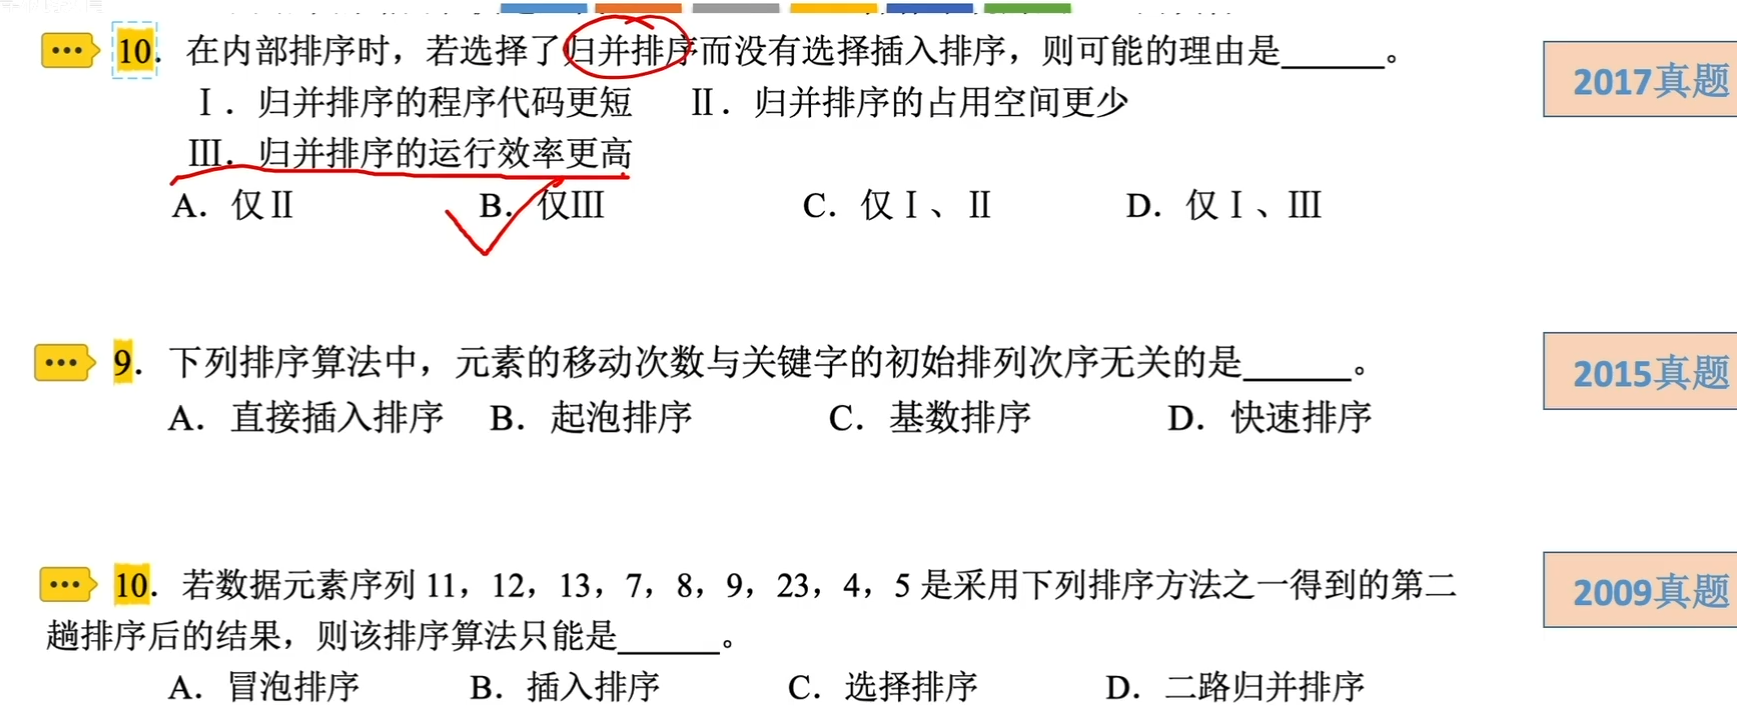 10. 在内部排序时，若选择了归并排序而没有选择插入排序，则可能的理由是______。
2017真题
Ⅰ．归并排序的程序代码更短 Ⅱ．归并排序的占用空间更少
Ⅲ．归并排序的运行效率更高
A．仅Ⅱ B．仅Ⅲ C．仅Ⅰ、Ⅱ D．仅Ⅰ、Ⅲ
9. 下列排序算法中，元素的移动次数与关键字的初始排列次序无关的是______。
2015真题
A．直接插入排序 B．起泡排序 C．基数排序 D．快速排序
10. 若数据元素序列 11，12，13，7，8，9，23，4，5 是采用下列排序方法之一得到的第二
2009真题
趟排序后的结果，则该排序算法只能是______。
A．冒泡排序 B．插入排序 C．选择排序 D．二路归并排序